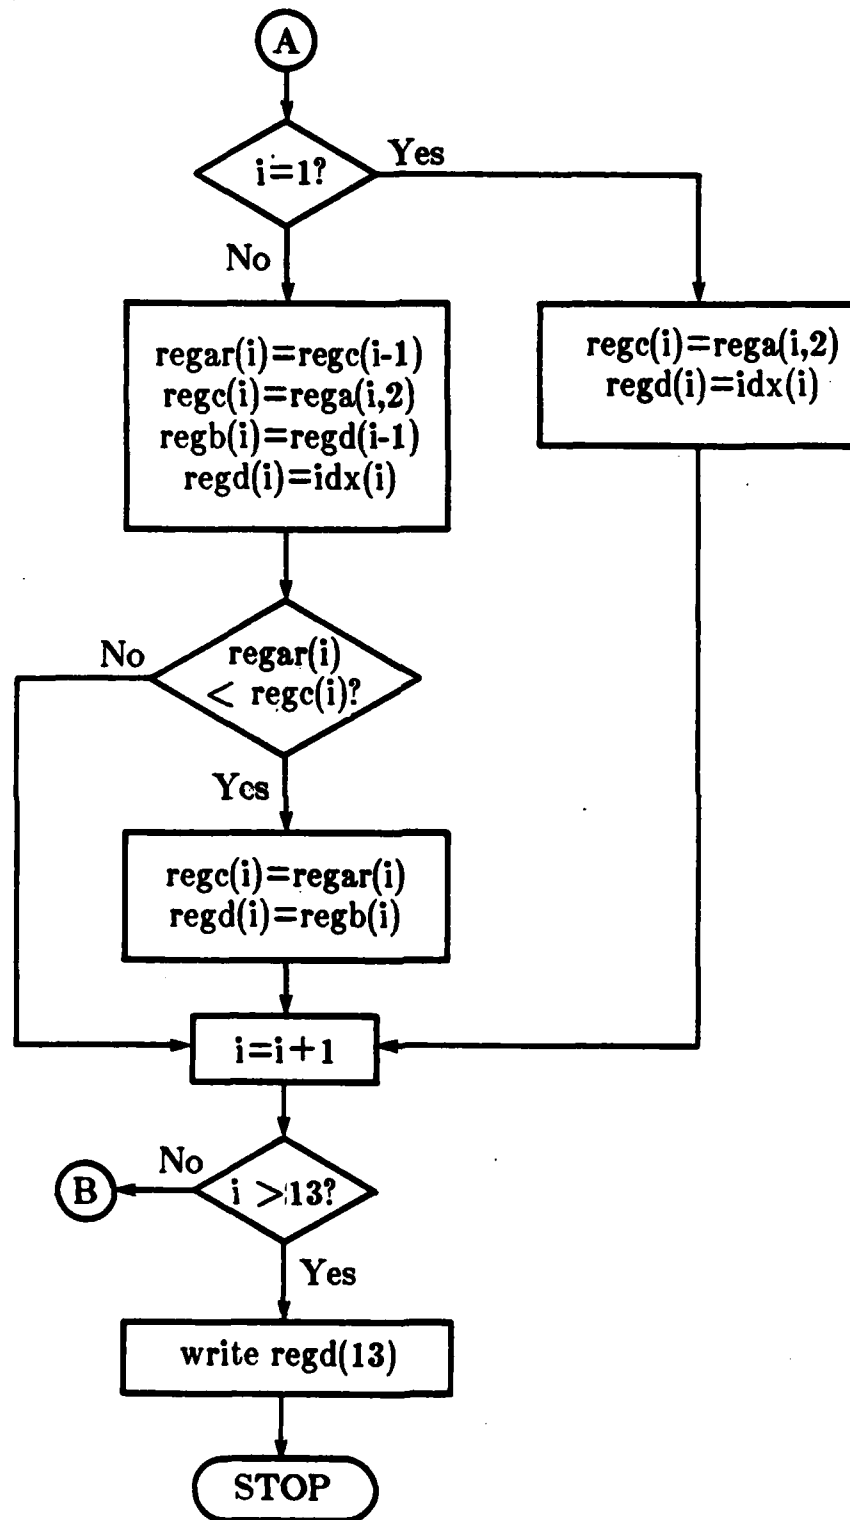 A
i=1?
Yes
No
regar(i)=regc(i-1)
regc(i)=rega(i,2)
regb(i)=regd(i-1)
regd(i)=idx(i)
regc(i)=rega(i,2)
regd(i)=idx(i)
No
regar(i)
< regc(i)?
Yes
regc(i)=regar(i)
regd(i)=regb(i)
i=i+1
No
B
i >13?
Yes
write regd(13)
STOP